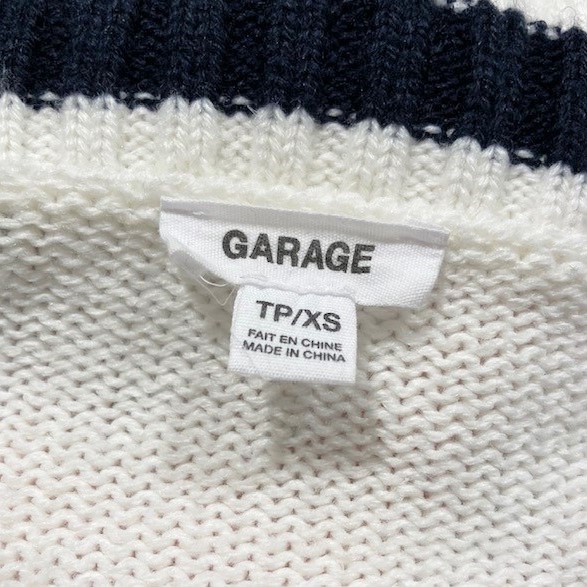 GARAGE
TP/XS
FAIT EN CHINE
MADE IN CHINA